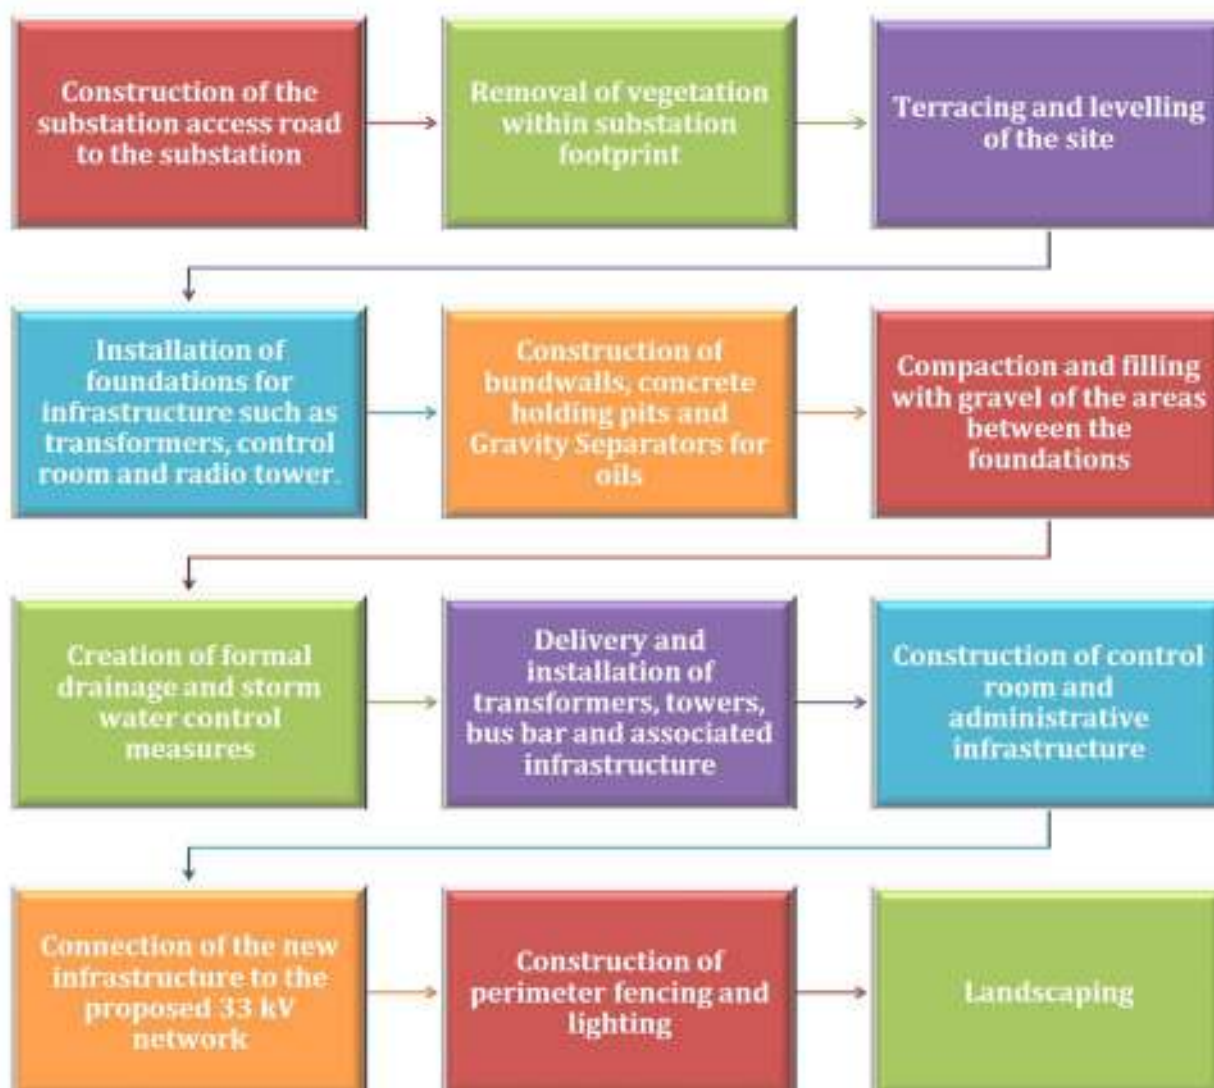 Construction of the
substation access road
to the substation
Removal of vegetation
within substation
footprint
Terracing and levelling
of the site
Installation of
foundations for
infrastructure such as
transformers, control
room and radio tower.
Construction of
bundwalls, concrete
holding pits and
Gravity Separators for
oils
Compaction and filling
with gravel of the areas
between the
foundations
Creation of formal
drainage and storm
water control
measures
Delivery and
installation of
transformers, towers,
bus bar and associated
infrastructure
Construction of control
room and
administrative
infrastructure
Connection of the new
infrastructure to the
proposed 33 kV
network
Construction of
perimeter fencing and
lighting
Landscaping